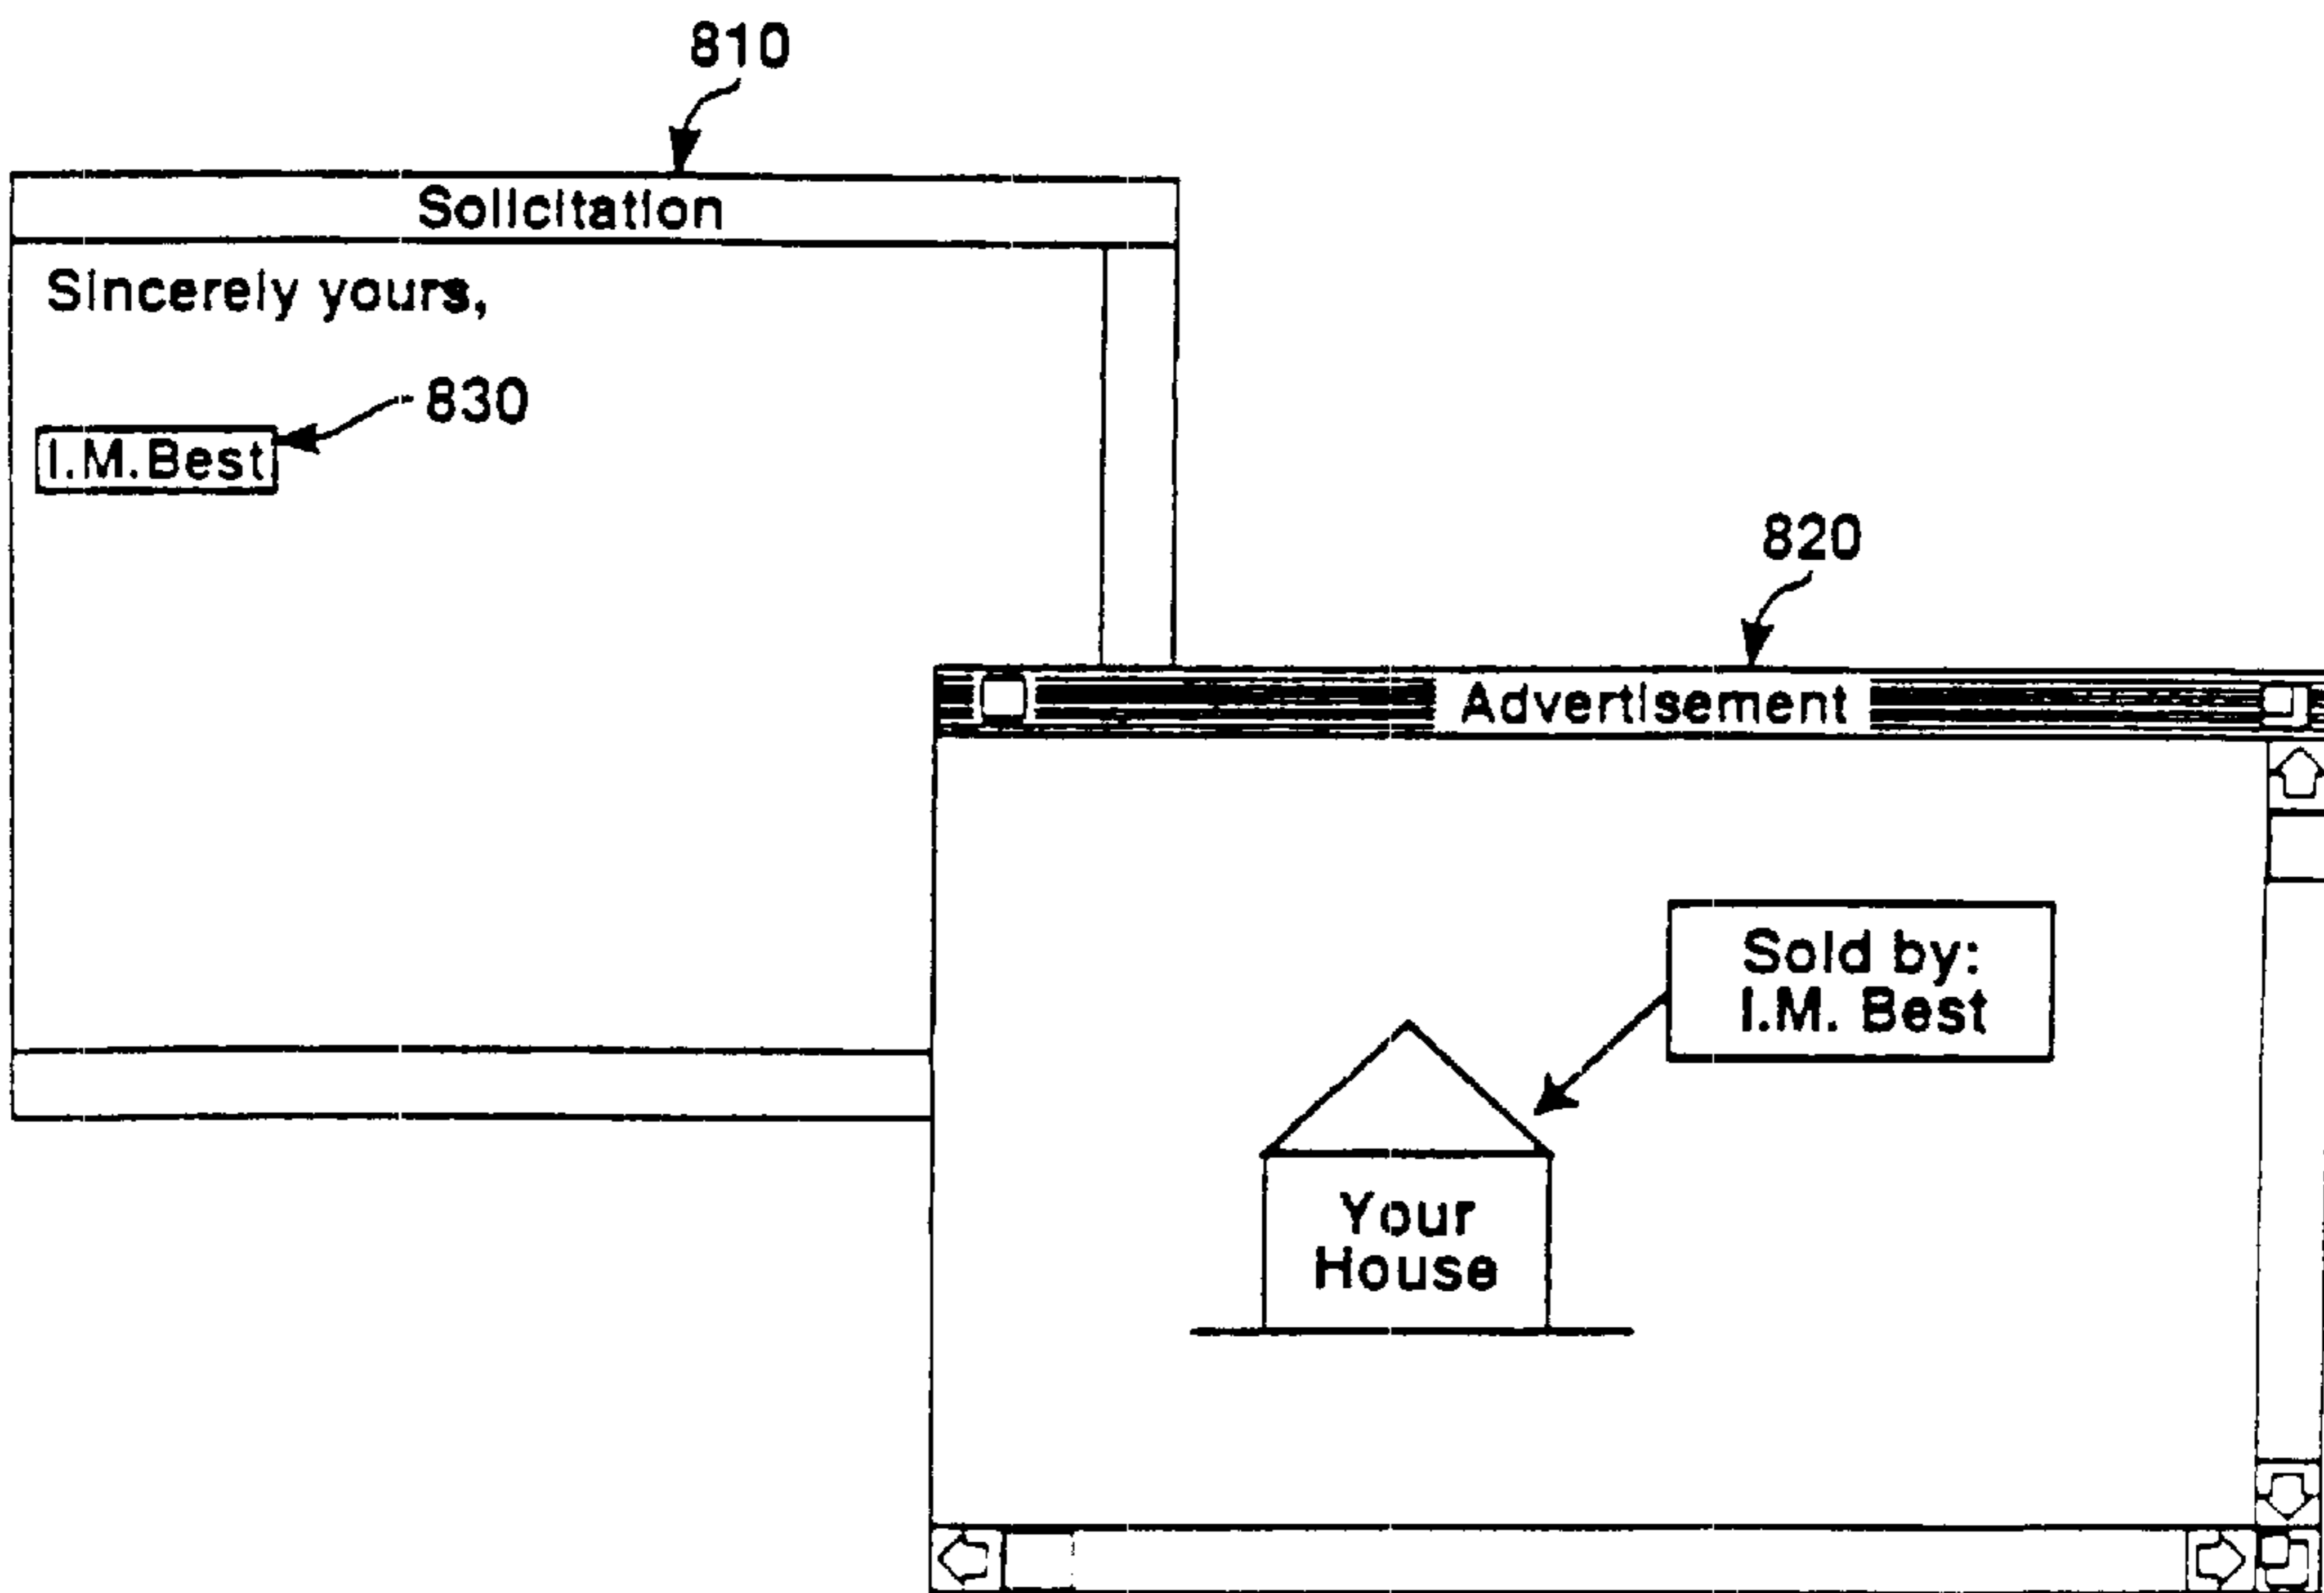 810
Solicitation
Sincerely yours,
830
I.M.Best
820
Advertisement
Sold by:
I.M. Best
Your
House